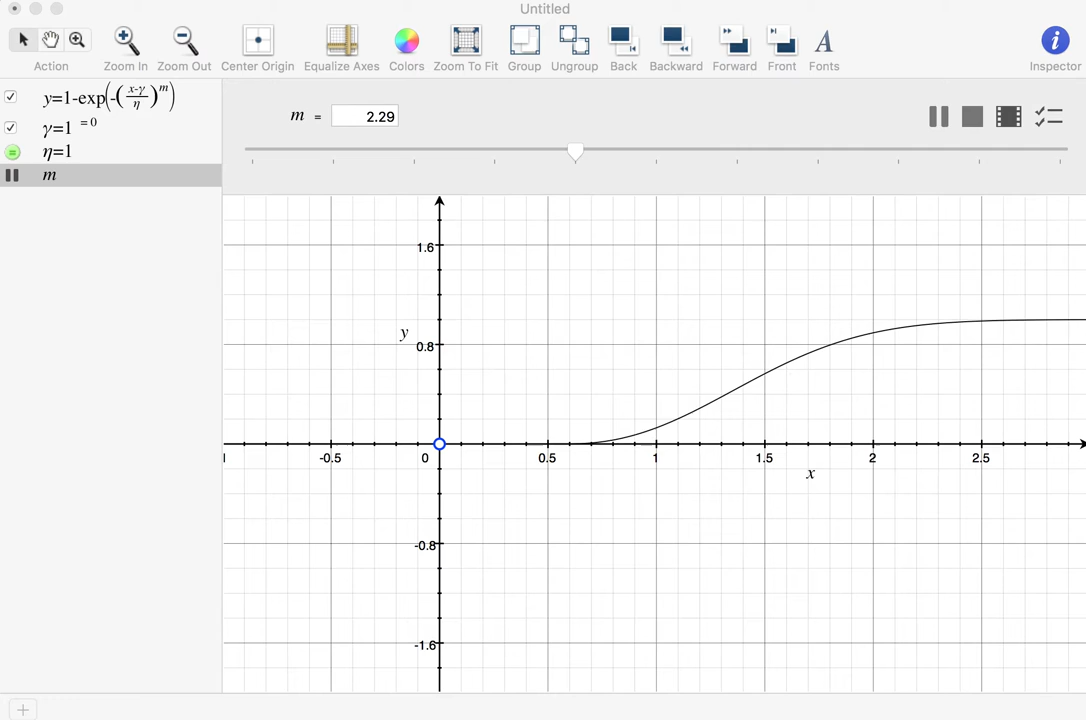 Untitled
Action Zoom In Zoom Out Center Origin Equalize Axes Colors Zoom To Fit Group Ungroup Back Backward Forward Front Fonts Inspector
y=1-exp(-((x-γ)/η)^m)
γ=1 = 0
η=1
m
m = 2.29
y
1.6
0.8
-0.5 0 0.5 1 1.5 2 2.5
x
-0.8
-1.6